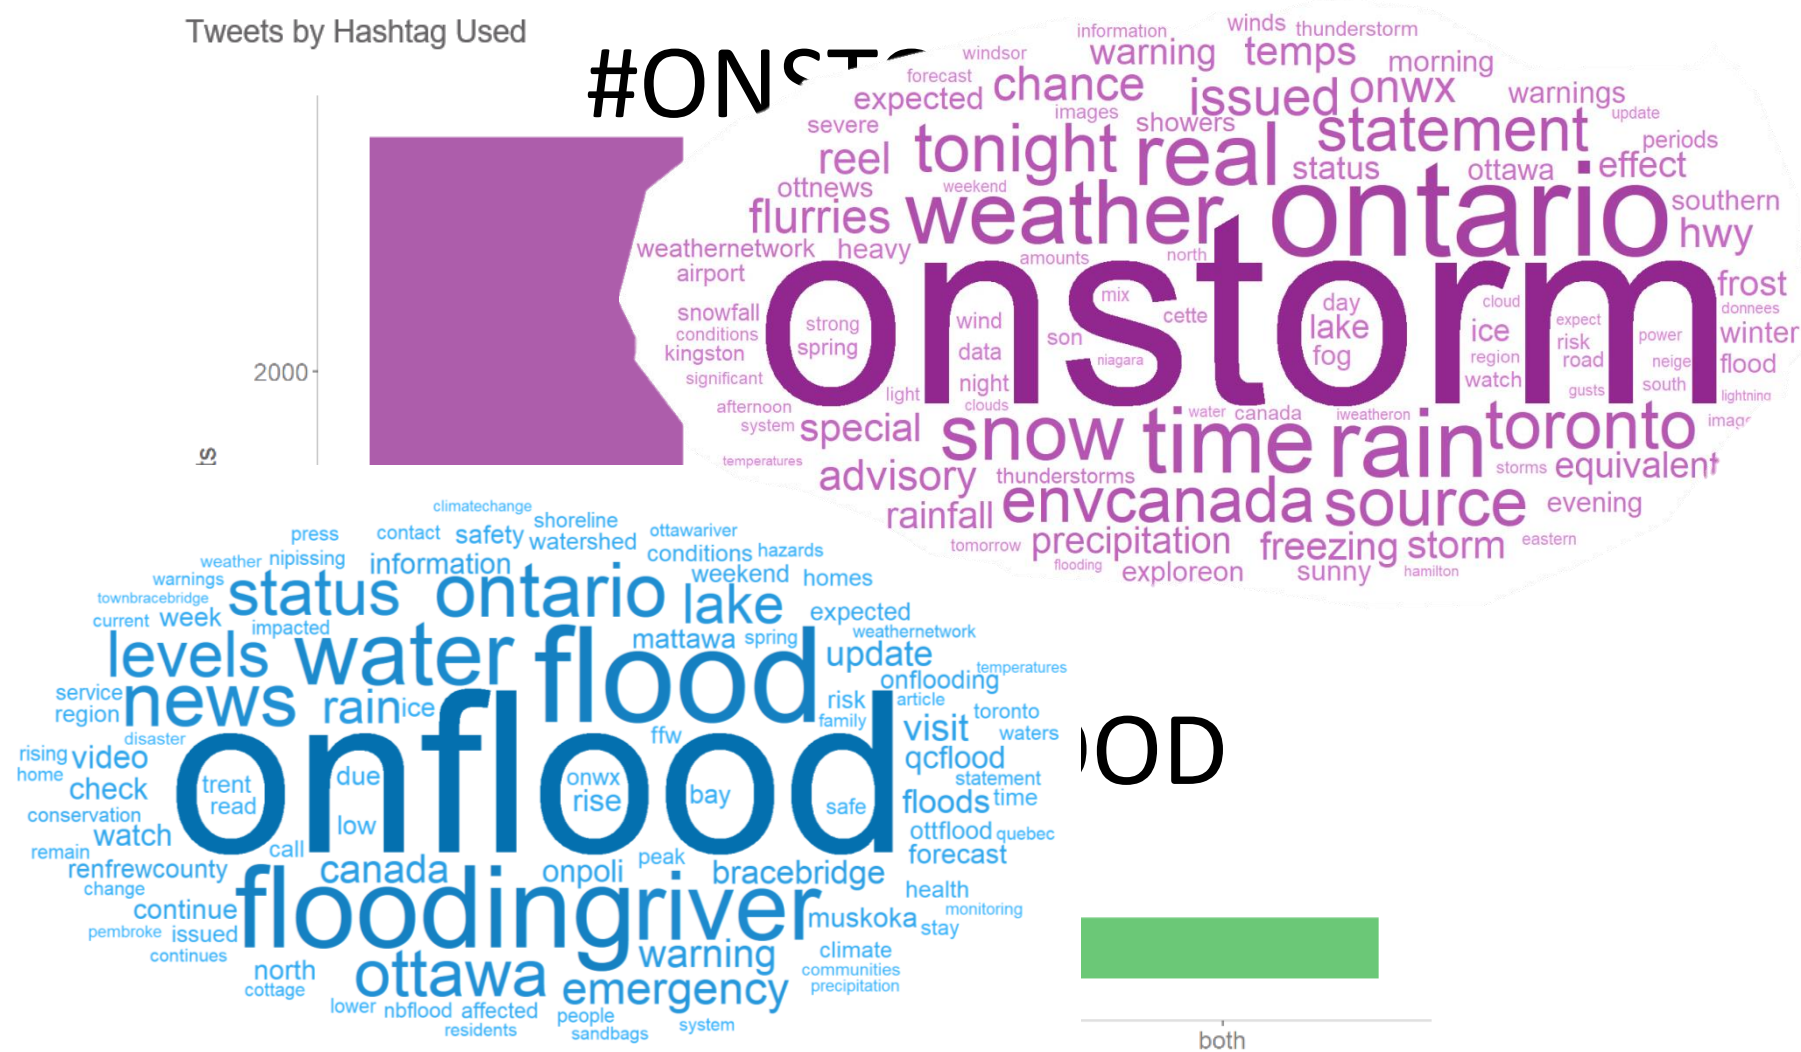 Tweets by Hashtag Used
#ONST
2000
ts
information winds thunderstorm
windsor warning temps morning
forecast chance issued onwx warnings
expected images showers statement update
severe tonight real periods
reel status ottawa effect
ottnews weekend ontario southern
flurries weather hwy
weathernetwork heavy amounts north
airport onstorm frost
snowfall strong wind mix cette day cloud expect donnees
conditions spring son lake ice risk power winter
kingston data niagara fog region road neige flood
significant night watch gusts south lightning
afternoon light clouds water canada iweatheron
system special snow time rain toronto
temperatures advisory thunderstorms storms equivalent
rainfall envcanada source evening
tomorrow precipitation freezing storm eastern
flooding exploreon sunny hamilton
climatechange
press contact safety shoreline ottawariver
weather nipissing watershed conditions hazards
warnings information weekend homes
townbracebridge status ontario lake expected
current week impacted mattawa spring weathernetwork
levels water flood update temperatures
service news rain ice onflooding
region risk article toronto
disaster family visit waters
rising video onflood ffw qcflood
home trent due onwx statement
check read rise bay safe floods time
conservation low ottflood quebec
watch call peak forecast
remain renfrewcounty canada onpoli bracebridge
change flooding river health
continue muskoka monitoring
pembroke issued stay
continues warning climate
north ottawa communities
cottage emergency precipitation
lower nbflood affected people system
residents sandbags
OD
both